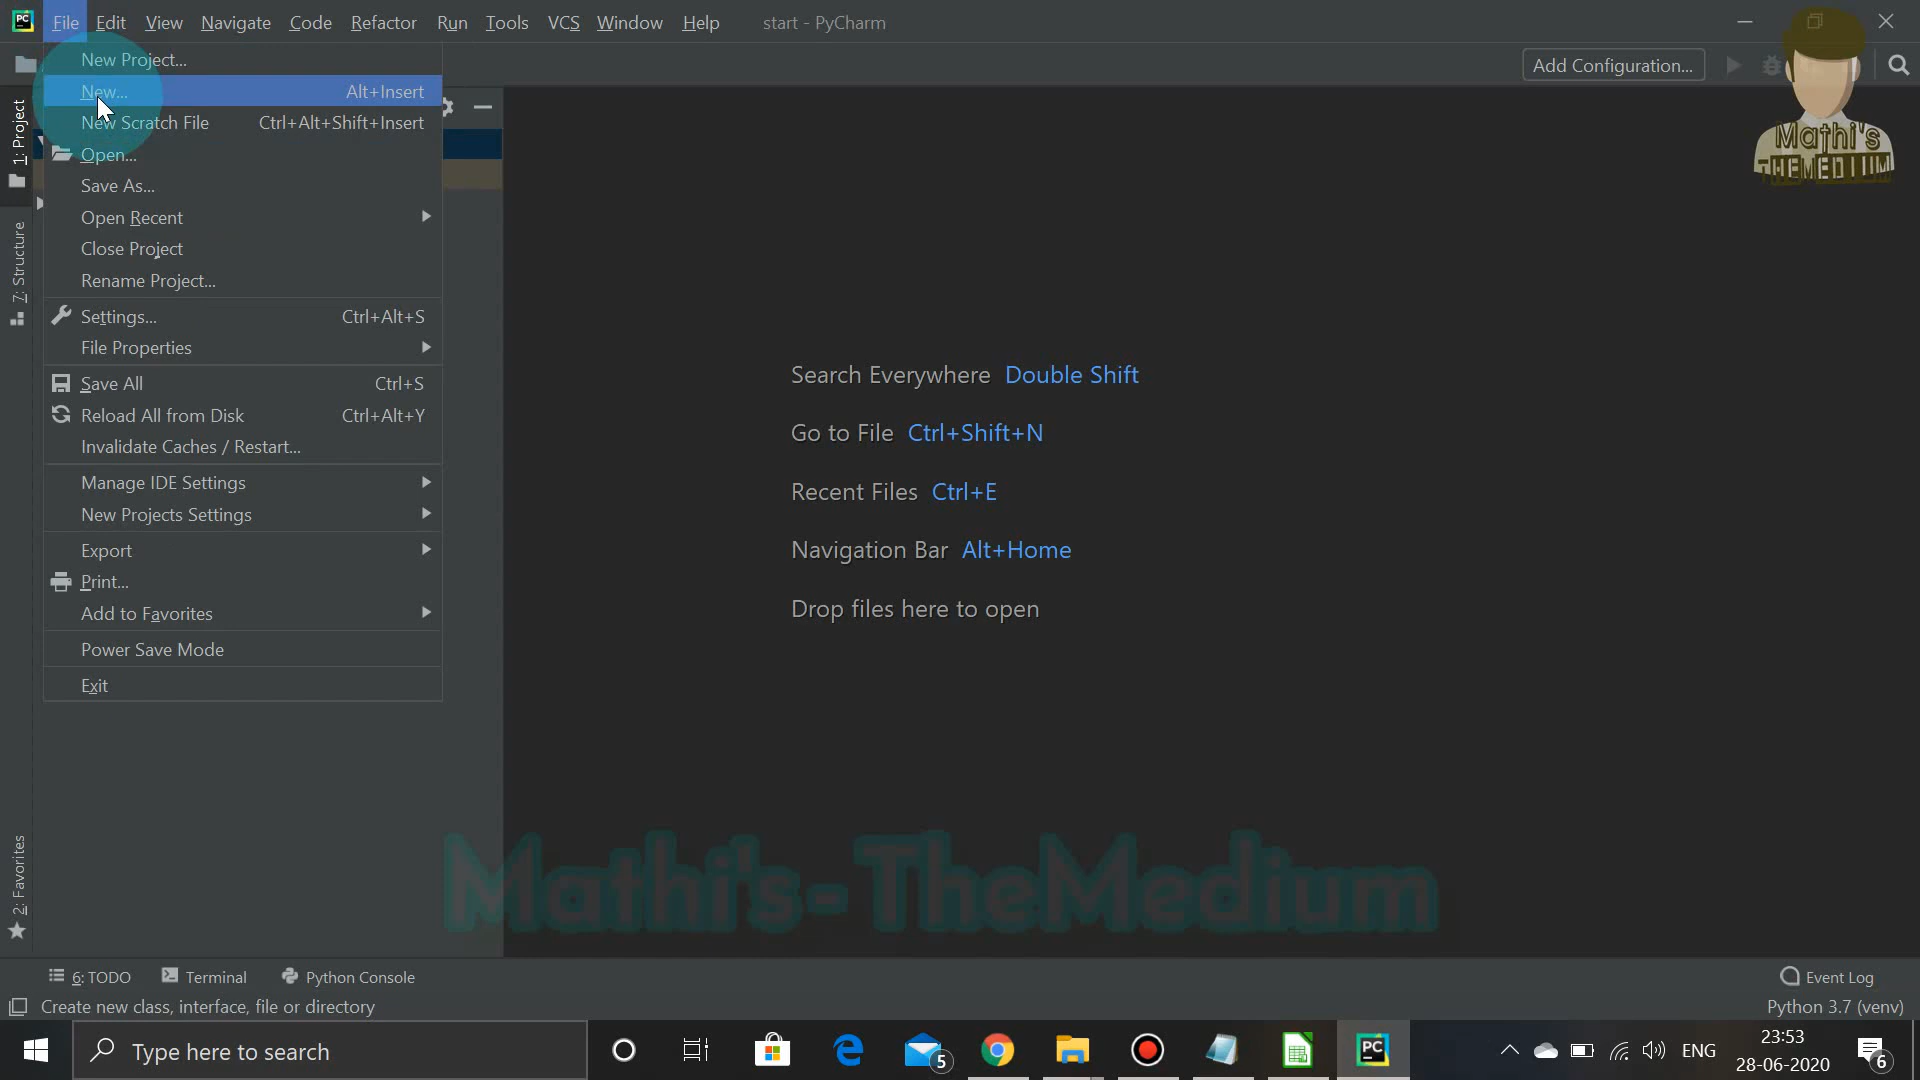 File Edit View Navigate Code Refactor Run Tools VCS Window Help start - PyCharm
New Project...
Add Configuration...
New... Alt+Insert
New Scratch File Ctrl+Alt+Shift+Insert
Open...
Save As...
Open Recent
Close Project
Rename Project...
Settings... Ctrl+Alt+S
File Properties
Save All Ctrl+S
Reload All from Disk Ctrl+Alt+Y
Invalidate Caches / Restart...
Manage IDE Settings
New Projects Settings
Export
Print...
Add to Favorites
Power Save Mode
Exit
1: Project
7: Structure
2: Favorites
Mathi's
THEMEDIUM
Search Everywhere Double Shift
Go to File Ctrl+Shift+N
Recent Files Ctrl+E
Navigation Bar Alt+Home
Drop files here to open
Mathi's - TheMedium
6: TODO Terminal Python Console Event Log
Create new class, interface, file or directory Python 3.7 (venv)
Type here to search
5
PC
ENG
23:53
28-06-2020
6